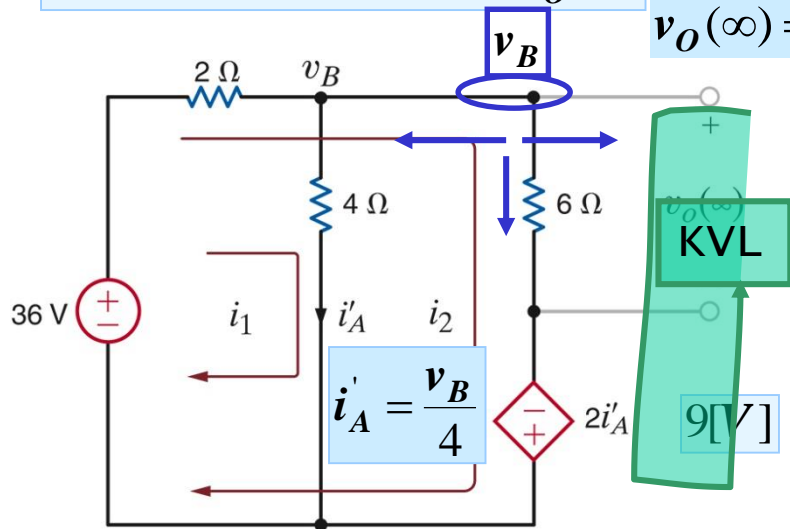 v_O(∞) =
v_B
2 Ω
v_B
+
4 Ω
6 Ω
v_o(∞)
KVL
36 V
+
−
i_1
i'_A
i_2
i'_A = v_B / 4
−
+
2i'_A
9[V]